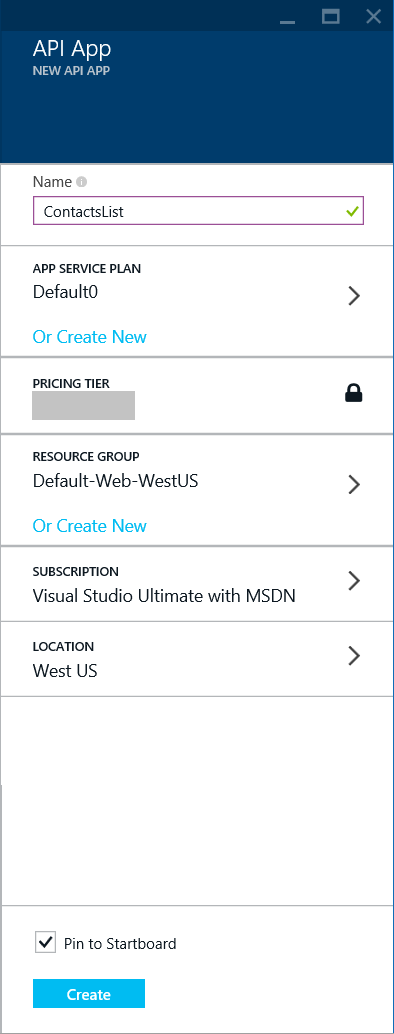 API App
NEW API APP
Name
ContactsList
APP SERVICE PLAN
Default0
Or Create New
PRICING TIER
RESOURCE GROUP
Default-Web-WestUS
Or Create New
SUBSCRIPTION
Visual Studio Ultimate with MSDN
LOCATION
West US
Pin to Startboard
Create